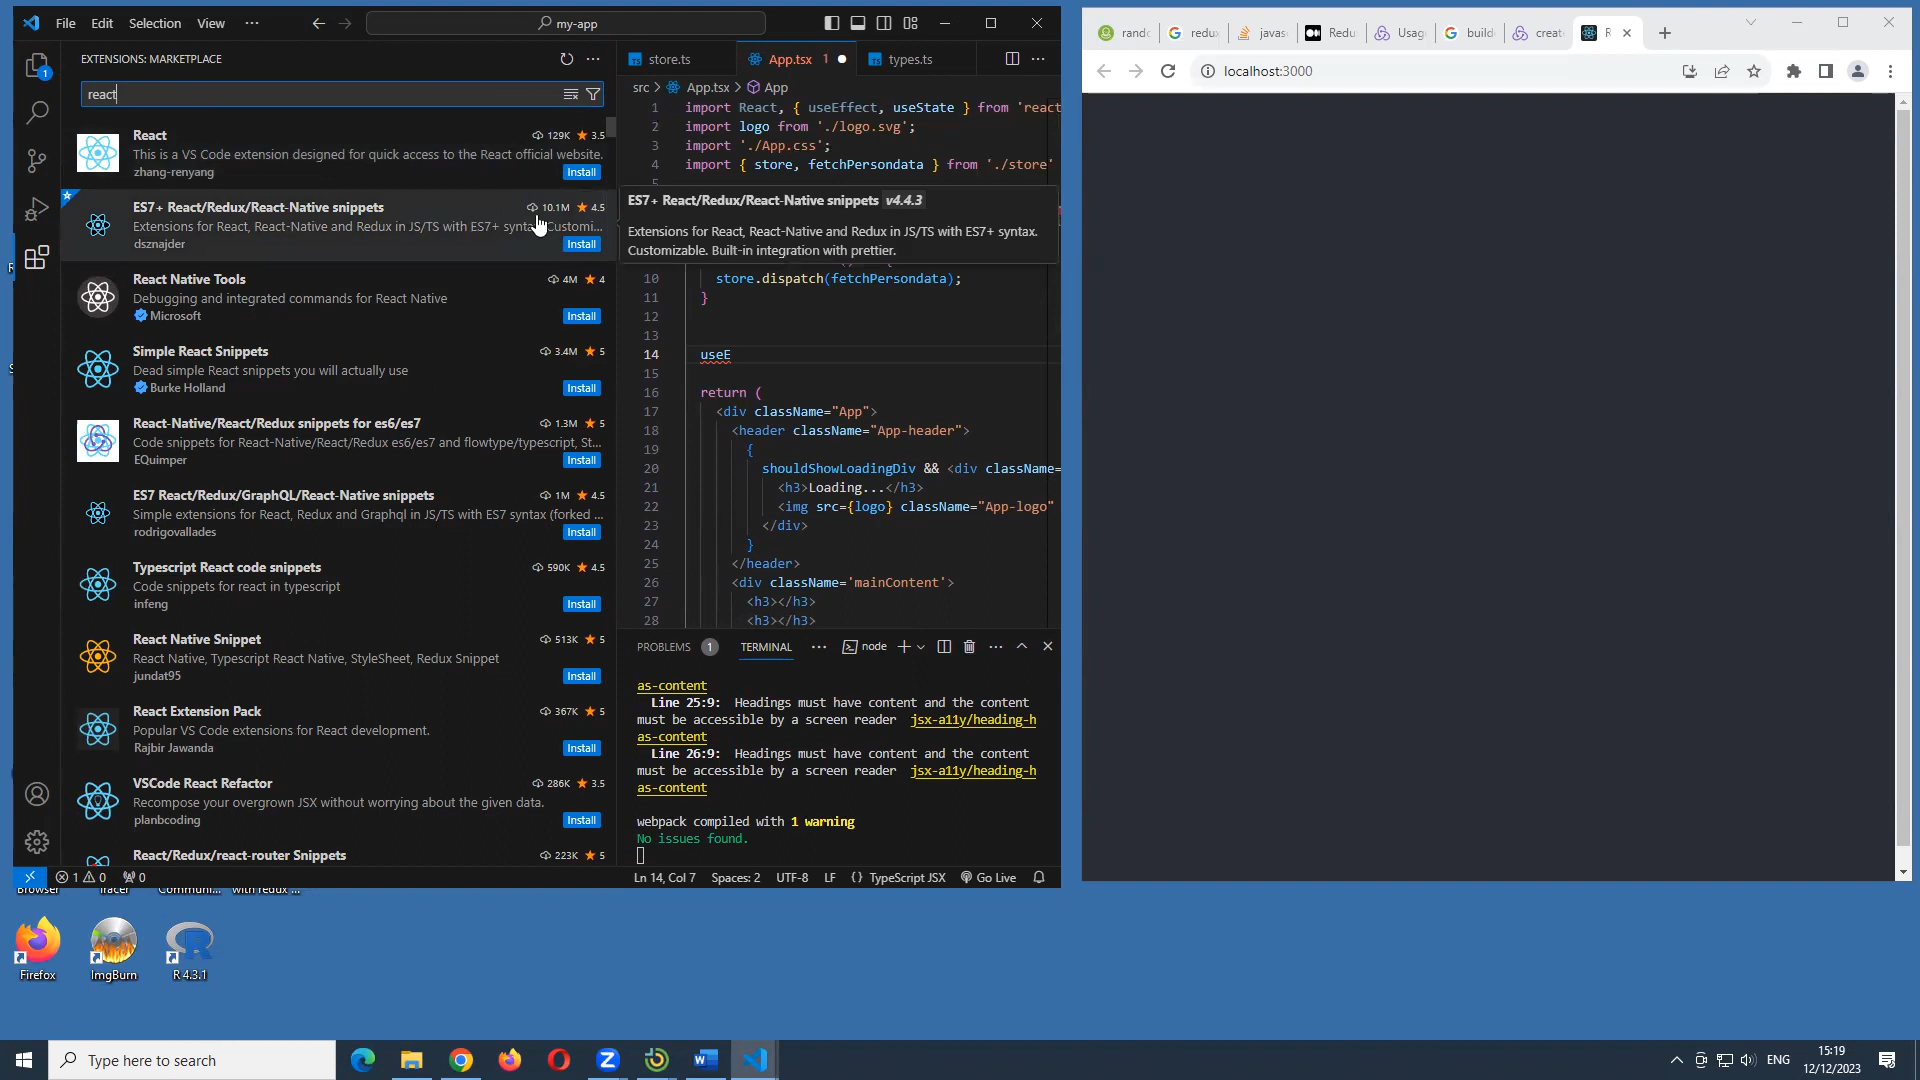 File Edit Selection View ··· my-app
EXTENSIONS: MARKETPLACE
react
React 129K 3.5
This is a VS Code extension designed for quick access to the React official website.
zhang-renyang Install
ES7+ React/Redux/React-Native snippets 10.1M 4.5
Extensions for React, React-Native and Redux in JS/TS with ES7+ synta Customi...
dsznajder Install
React Native Tools 4M 4
Debugging and integrated commands for React Native
Microsoft Install
Simple React Snippets 3.4M 5
Dead simple React snippets you will actually use
Burke Holland Install
React-Native/React/Redux snippets for es6/es7 1.3M 5
Code snippets for React-Native/React/Redux es6/es7 and flowtype/typescript, St...
EQuimper Install
ES7 React/Redux/GraphQL/React-Native snippets 1M 4.5
Simple extensions for React, Redux and Graphql in JS/TS with ES7 syntax (forked ...
rodrigovallades Install
Typescript React code snippets 590K 4.5
Code snippets for react in typescript
infeng Install
React Native Snippet 513K 5
React Native, Typescript React Native, StyleSheet, Redux Snippet
jundat95 Install
React Extension Pack 367K 5
Popular VS Code extensions for React development.
Rajbir Jawanda Install
VSCode React Refactor 286K 3.5
Recompose your overgrown JSX without worrying about the given data.
planbcoding Install
React/Redux/react-router Snippets 223K 5
TS store.ts App.tsx 1 TS types.ts
src > App.tsx > App
1 import React, { useEffect, useState } from 'react
2 import logo from './logo.svg';
3 import './App.css';
4 import { store, fetchPersondata } from './store'
5
ES7+ React/Redux/React-Native snippets v4.4.3
Extensions for React, React-Native and Redux in JS/TS with ES7+ syntax.
Customizable. Built-in integration with prettier.
10 store.dispatch(fetchPersondata);
11 }
12
13
14 useE
15
16 return (
17 <div className="App">
18 <header className="App-header">
19 {
20 shouldShowLoadingDiv && <div className=
21 <h3>Loading...</h3>
22 <img src={logo} className="App-logo"
23 </div>
24 }
25 </header>
26 <div className='mainContent'>
27 <h3></h3>
28 <h3></h3>
PROBLEMS 1 TERMINAL ··· node
as-content
Line 25:9: Headings must have content and the content
must be accessible by a screen reader jsx-a11y/heading-h
as-content
Line 26:9: Headings must have content and the content
must be accessible by a screen reader jsx-a11y/heading-h
as-content
webpack compiled with 1 warning
No issues found.
1 0 0 Ln 14, Col 7 Spaces: 2 UTF-8 LF {} TypeScript JSX Go Live
rando redux javas Redu Usag build creat R
localhost:3000
Browser Tracer Communi... with redux ...
Firefox ImgBurn R 4.3.1
Type here to search
ENG 15:19
12/12/2023